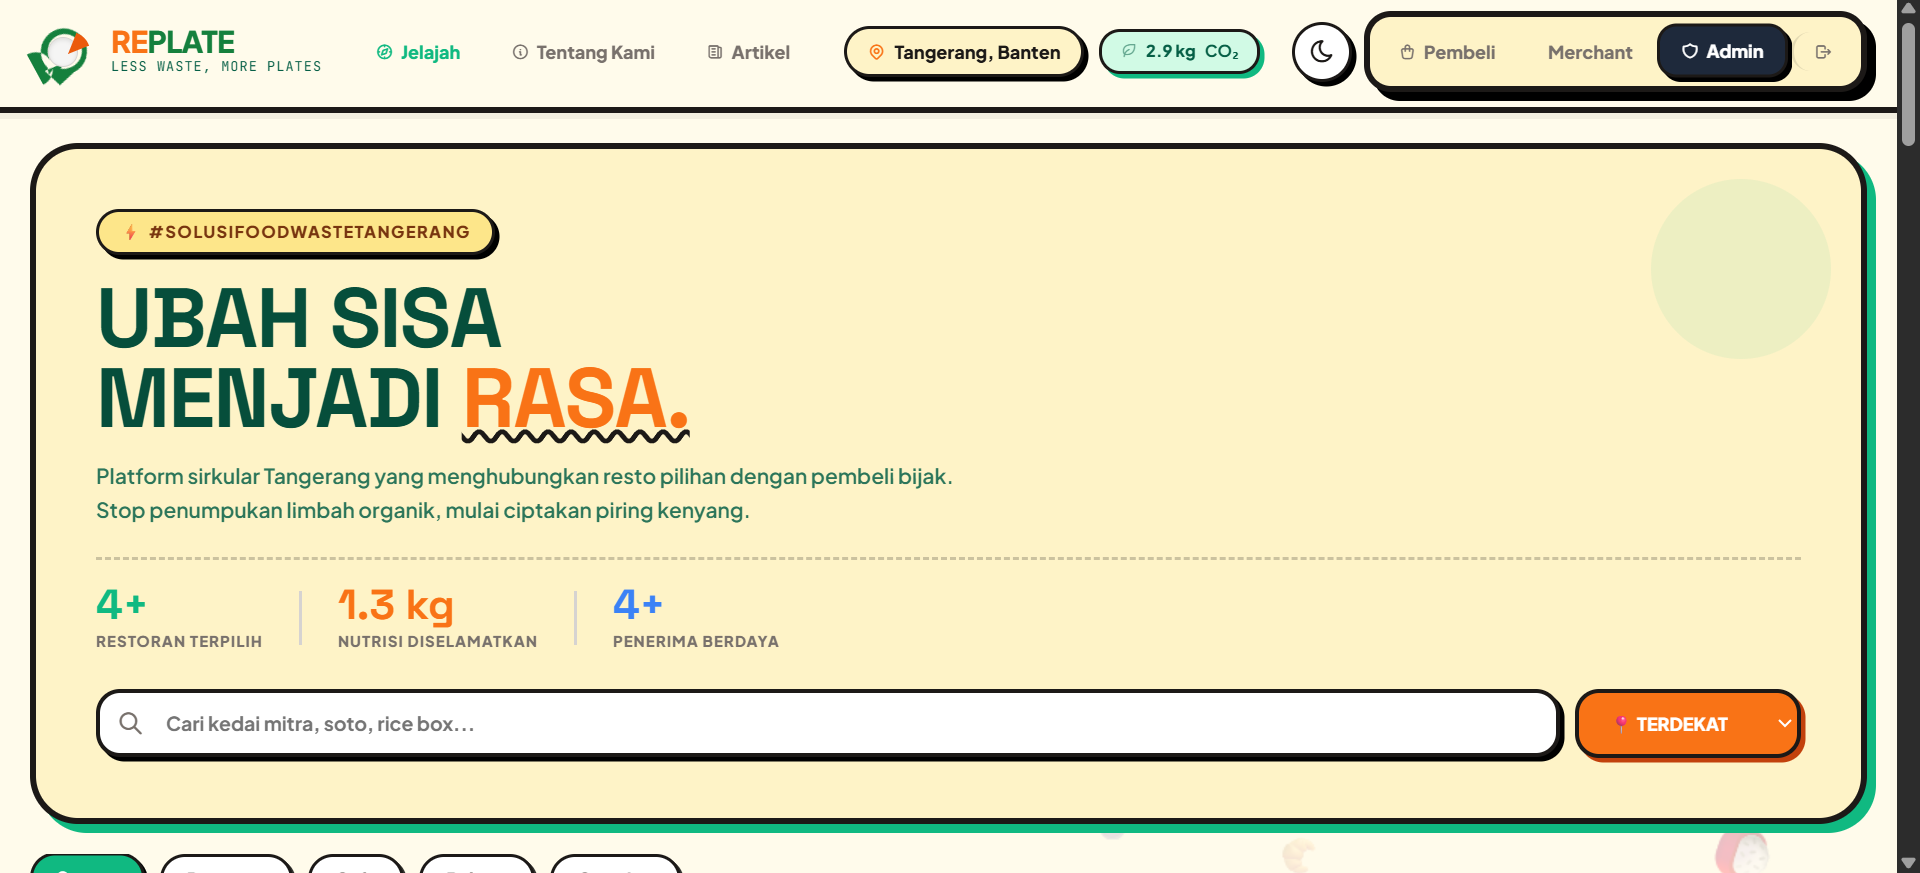 REPLATE
LESS WASTE, MORE PLATES
Jelajah
Tentang Kami
Artikel
Tangerang, Banten
2.9 kg CO₂
Pembeli
Merchant
Admin
#SOLUSIFOODWASTETANGERANG
UBAH SISA
MENJADI RASA.
Platform sirkular Tangerang yang menghubungkan resto pilihan dengan pembeli bijak.
Stop penumpukan limbah organik, mulai ciptakan piring kenyang.
4+
RESTORAN TERPILIH
1.3 kg
NUTRISI DISELAMATKAN
4+
PENERIMA BERDAYA
Cari kedai mitra, soto, rice box...
TERDEKAT